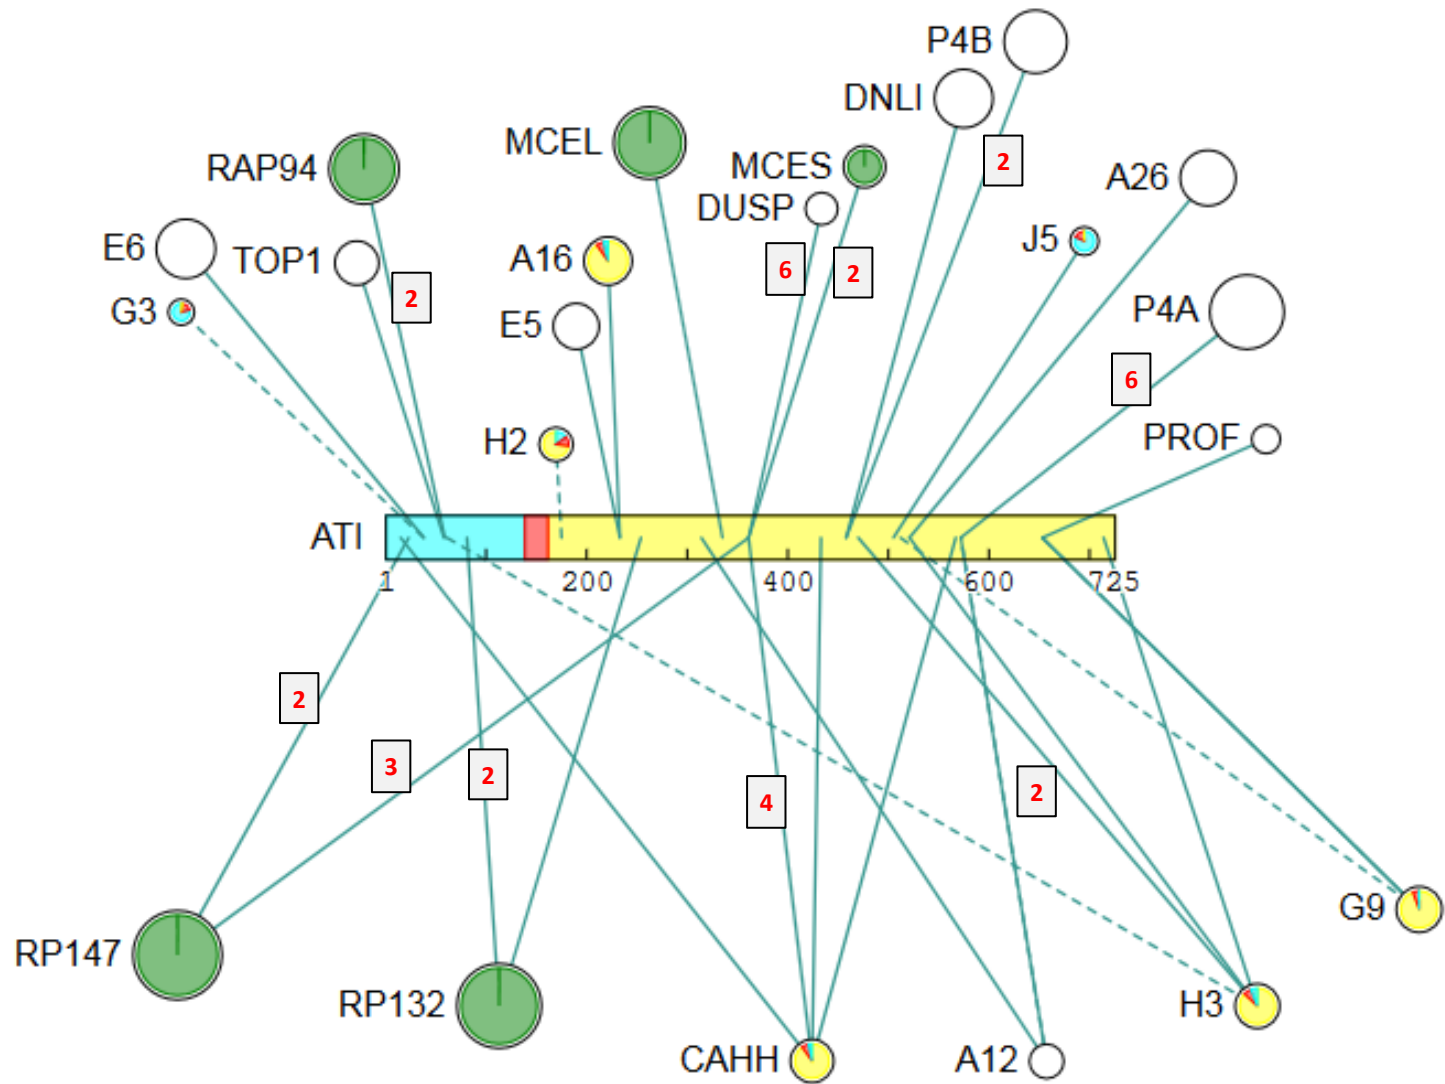 P4B
DNLI
MCEL
2
RAP94
MCES
A26
DUSP
E6
TOP1
A16
J5
6
2
2
G3
E5
P4A
6
H2
PROF
ATI
1
200
400
600
725
2
3
2
4
2
G9
RP147
RP132
H3
CAHH
A12